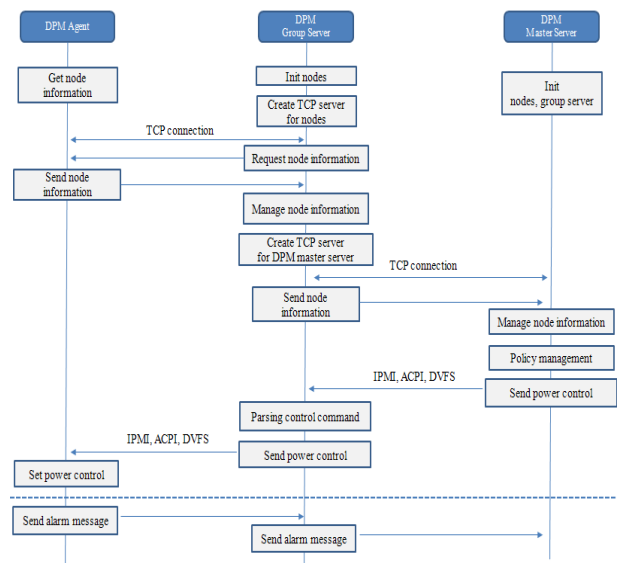 DPM Agent
DPM
Group Server
DPM
Master Server
Get node
information
Init nodes
Init
nodes, group server
Create TCP server
for nodes
TCP connection
Request node information
Send node
information
Manage node information
Create TCP server
for DPM master server
TCP connection
Send node
information
Manage node information
Policy management
IPMI, ACPI, DVFS
Send power control
Parsing control command
IPMI, ACPI, DVFS
Send power control
Set power control
Send alarm message
Send alarm message